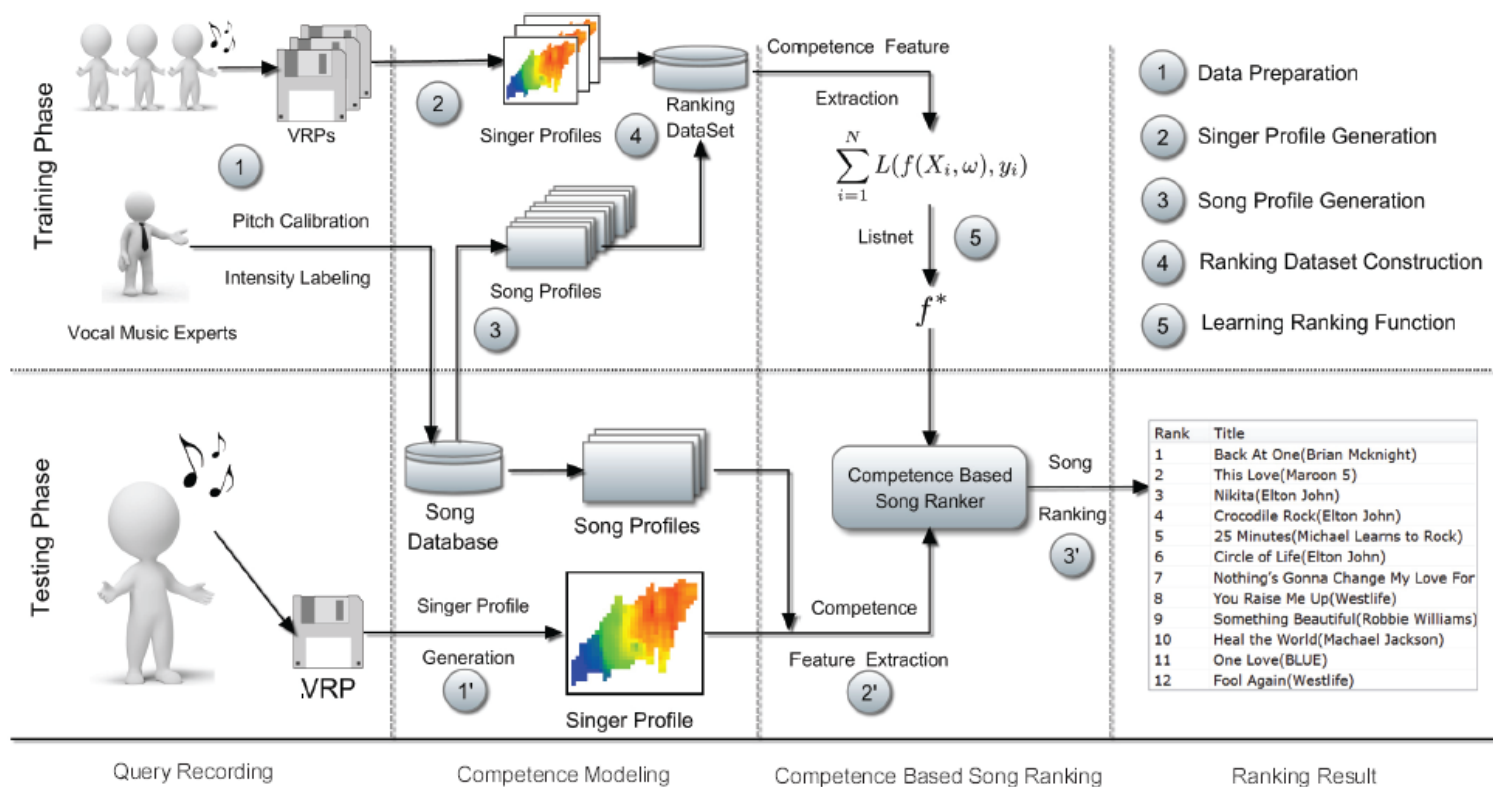 Training Phase
VRPs
1
Pitch Calibration
Intensity Labeling
Vocal Music Experts
2
Singer Profiles
4
Ranking
DataSet
Song Profiles
3
Competence Feature
Extraction
\sum_{i=1}^{N} L(f(X_i, ω), y_i)
Listnet
5
f*
1 Data Preparation
2 Singer Profile Generation
3 Song Profile Generation
4 Ranking Dataset Construction
5 Learning Ranking Function
Testing Phase
VRP
Song
Database
Song Profiles
Singer Profile
Generation
1'
Singer Profile
Competence
Feature Extraction
2'
Competence Based
Song Ranker
Song
Ranking
3'
Rank Title
1 Back At One(Brian Mcknight)
2 This Love(Maroon 5)
3 Nikita(Elton John)
4 Crocodile Rock(Elton John)
5 25 Minutes(Michael Learns to Rock)
6 Circle of Life(Elton John)
7 Nothing's Gonna Change My Love For
8 You Raise Me Up(Westlife)
9 Something Beautiful(Robbie Williams)
10 Heal the World(Machael Jackson)
11 One Love(BLUE)
12 Fool Again(Westlife)
Query Recording
Competence Modeling
Competence Based Song Ranking
Ranking Result